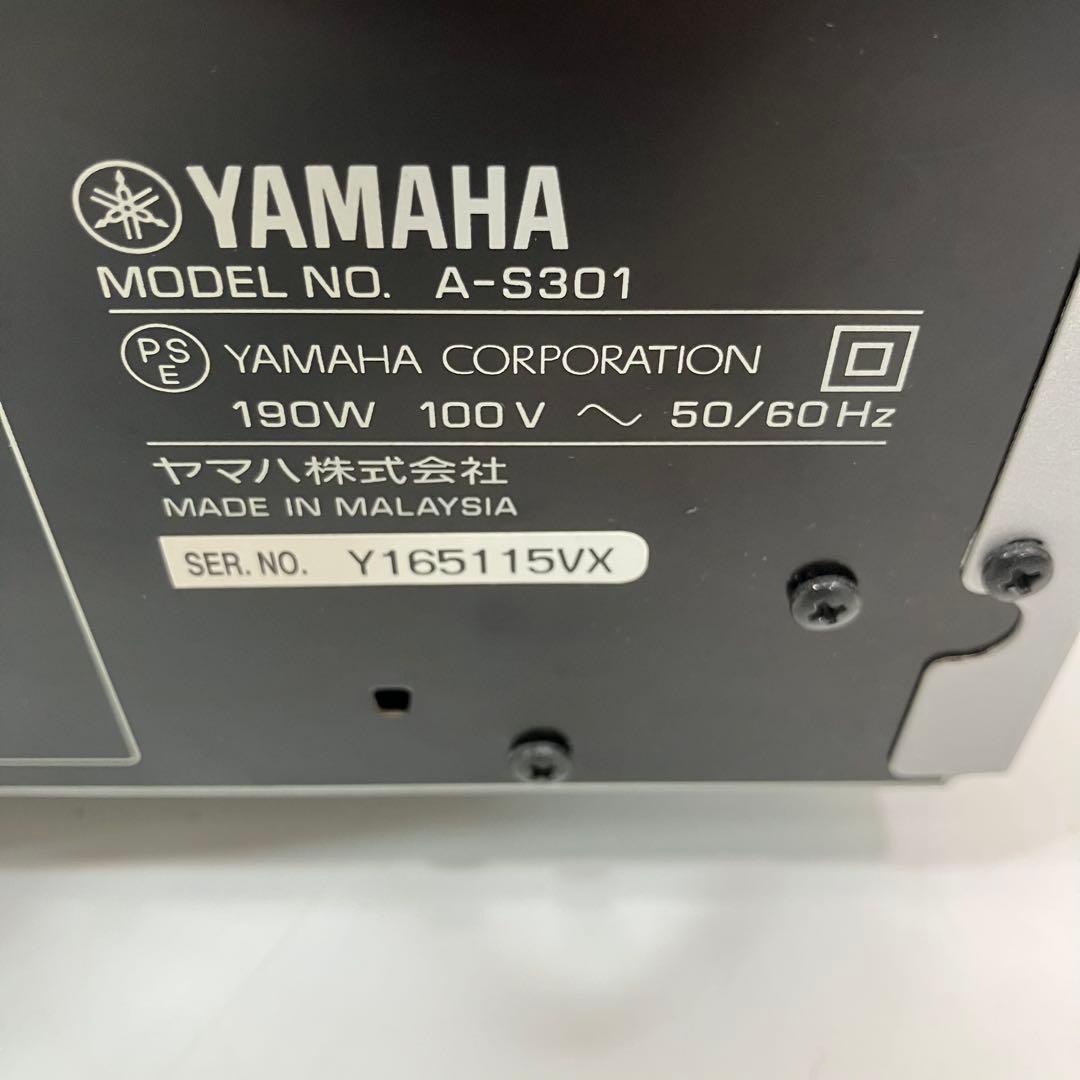 YAMAHA
MODEL NO. A-S301
PSE YAMAHA CORPORATION
190W 100V ～ 50/60Hz
ヤマハ株式会社
MADE IN MALAYSIA
SER. NO. Y165115VX